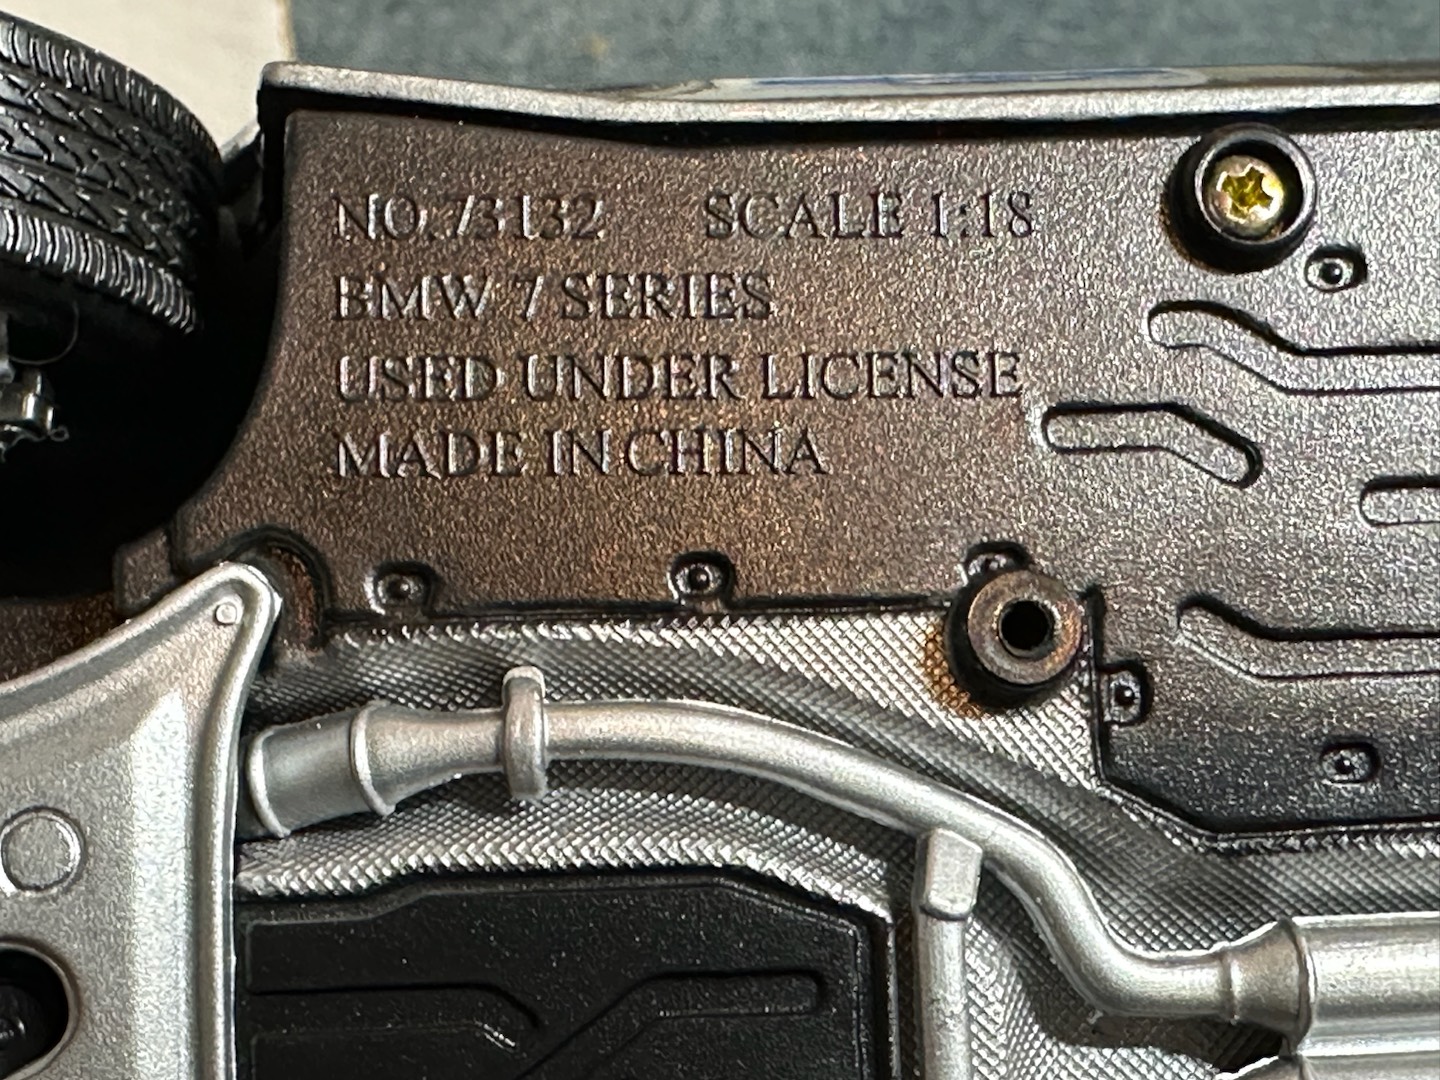 NO.73132 SCALE 1:18
BMW 7 SERIES
USED UNDER LICENSE
MADE IN CHINA